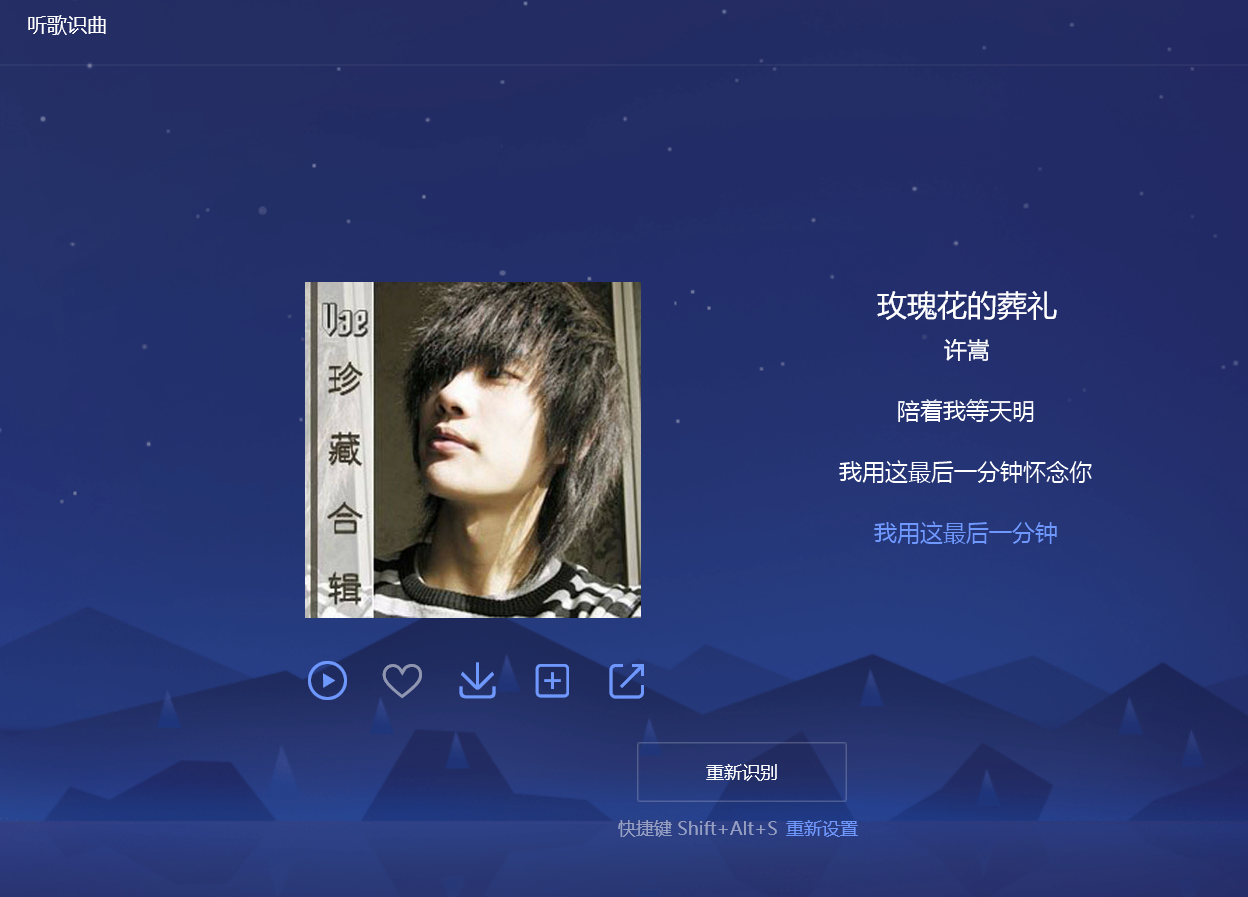 听歌识曲
Vae
珍
藏
合
辑
玫瑰花的葬礼
许嵩
陪着我等天明
我用这最后一分钟怀念你
我用这最后一分钟
重新识别
快捷键 Shift+Alt+S 重新设置